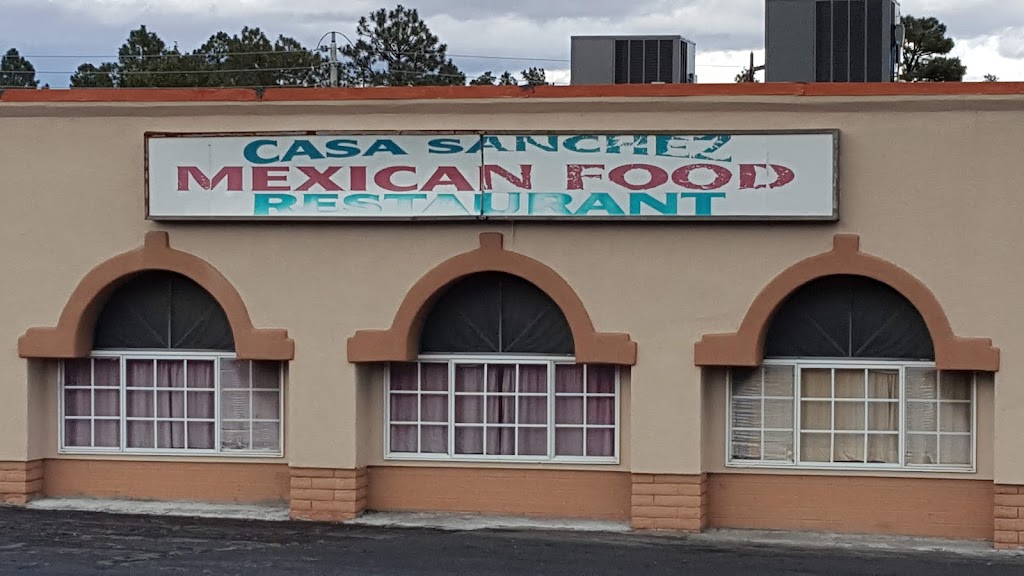 CASA SANCHEZ
MEXICAN FOOD
RESTAURANT